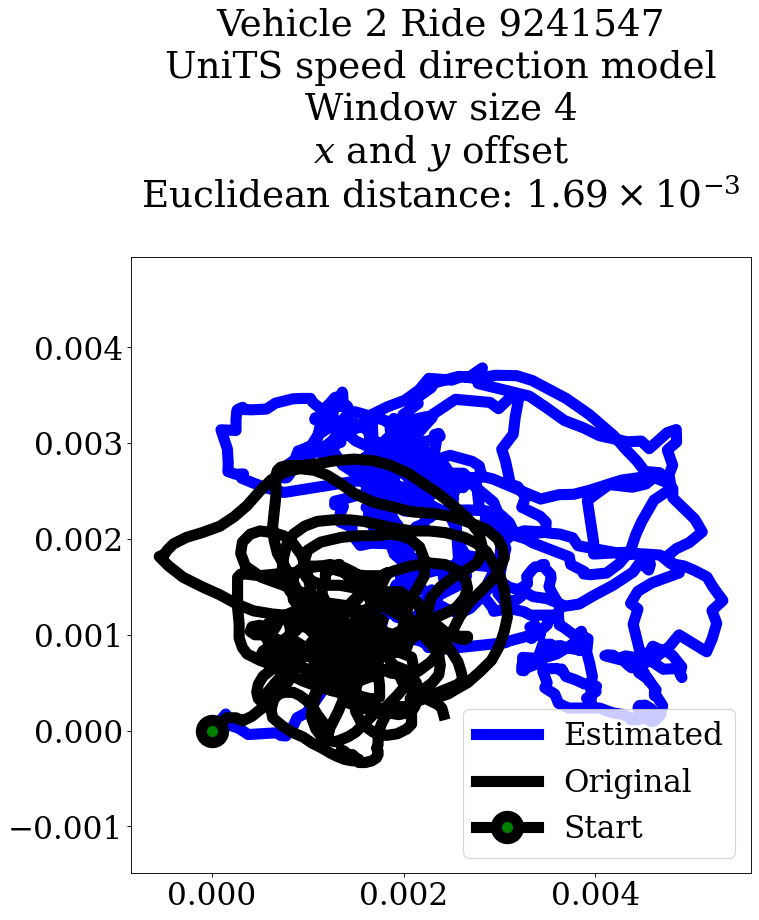 Vehicle 2 Ride 9241547
UniTS speed direction model
Window size 4
x and y offset
Euclidean distance: 1.69 × 10⁻³
0.004
0.003
0.002
0.001
0.000
−0.001
0.000 0.002 0.004
Estimated
Original
Start